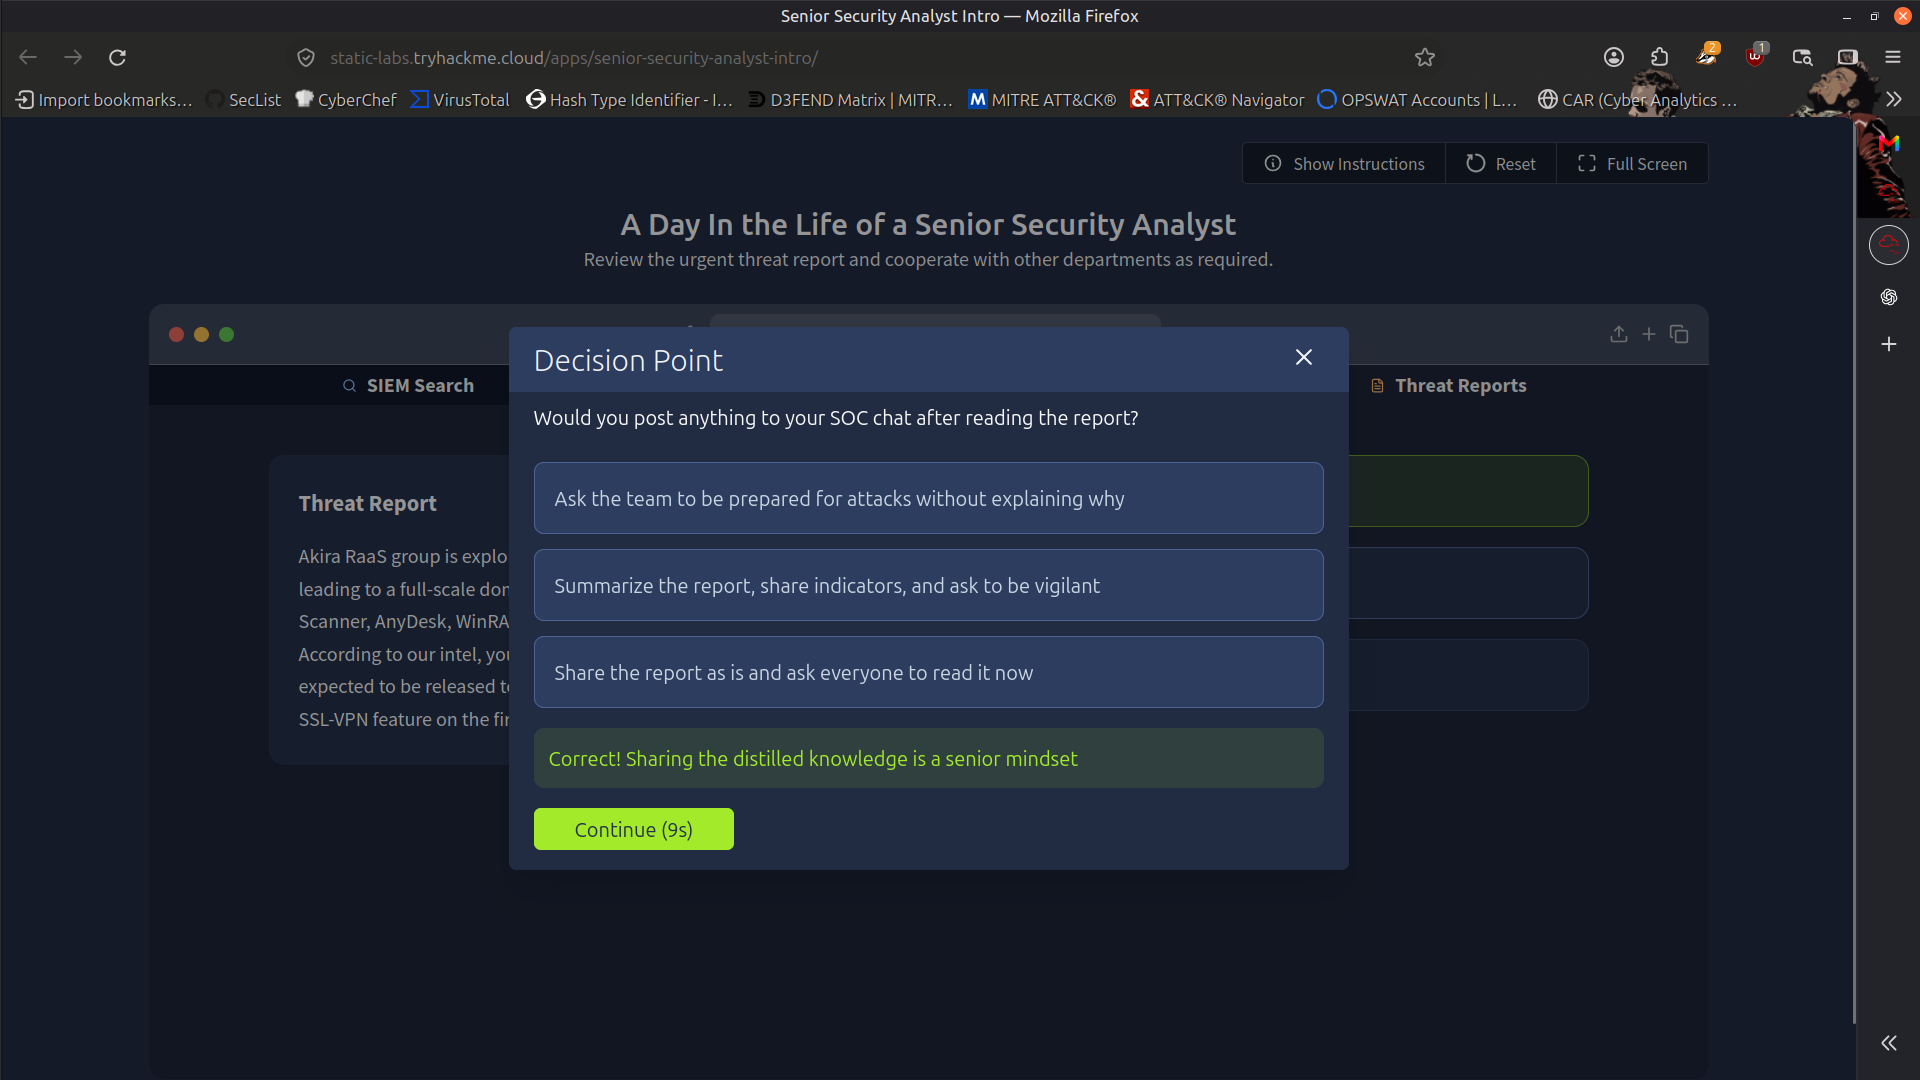 Senior Security Analyst Intro — Mozilla Firefox
static-labs.tryhackme.cloud/apps/senior-security-analyst-intro/
2
1
Import bookmarks...
SecList
CyberChef
VirusTotal
Hash Type Identifier - I...
D3FEND Matrix | MITR...
MITRE ATT&CK®
ATT&CK® Navigator
OPSWAT Accounts | L...
CAR (Cyber Analytics ...
Show Instructions
Reset
Full Screen
A Day In the Life of a Senior Security Analyst
Review the urgent threat report and cooperate with other departments as required.
SIEM Search
Threat Reports
Decision Point
Would you post anything to your SOC chat after reading the report?
Ask the team to be prepared for attacks without explaining why
Summarize the report, share indicators, and ask to be vigilant
Share the report as is and ask everyone to read it now
Correct! Sharing the distilled knowledge is a senior mindset
Continue (9s)
Threat Report
Akira RaaS group is explo
leading to a full-scale do
Scanner, AnyDesk, WinRA
According to our intel, yo
expected to be released t
SSL-VPN feature on the fi